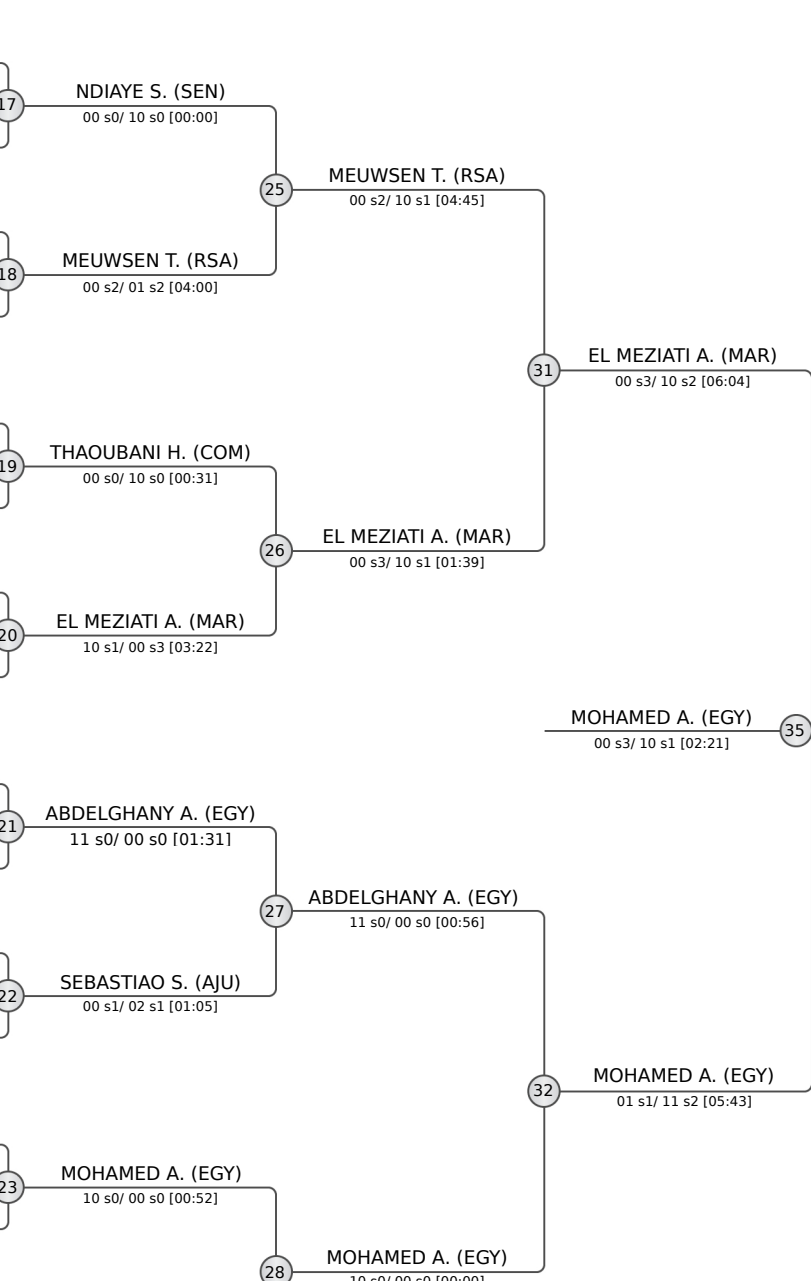 NDIAYE S. (SEN)
17
00 s0/ 10 s0 [00:00]
MEUWSEN T. (RSA)
25
00 s2/ 10 s1 [04:45]
MEUWSEN T. (RSA)
18
00 s2/ 01 s2 [04:00]
EL MEZIATI A. (MAR)
31
00 s3/ 10 s2 [06:04]
THAOUBANI H. (COM)
19
00 s0/ 10 s0 [00:31]
EL MEZIATI A. (MAR)
26
00 s3/ 10 s1 [01:39]
EL MEZIATI A. (MAR)
20
10 s1/ 00 s3 [03:22]
MOHAMED A. (EGY)
35
00 s3/ 10 s1 [02:21]
ABDELGHANY A. (EGY)
21
11 s0/ 00 s0 [01:31]
ABDELGHANY A. (EGY)
27
11 s0/ 00 s0 [00:56]
SEBASTIAO S. (AJU)
22
00 s1/ 02 s1 [01:05]
MOHAMED A. (EGY)
32
01 s1/ 11 s2 [05:43]
MOHAMED A. (EGY)
23
10 s0/ 00 s0 [00:52]
MOHAMED A. (EGY)
28
10 s0/ 00 s0 [00:00]